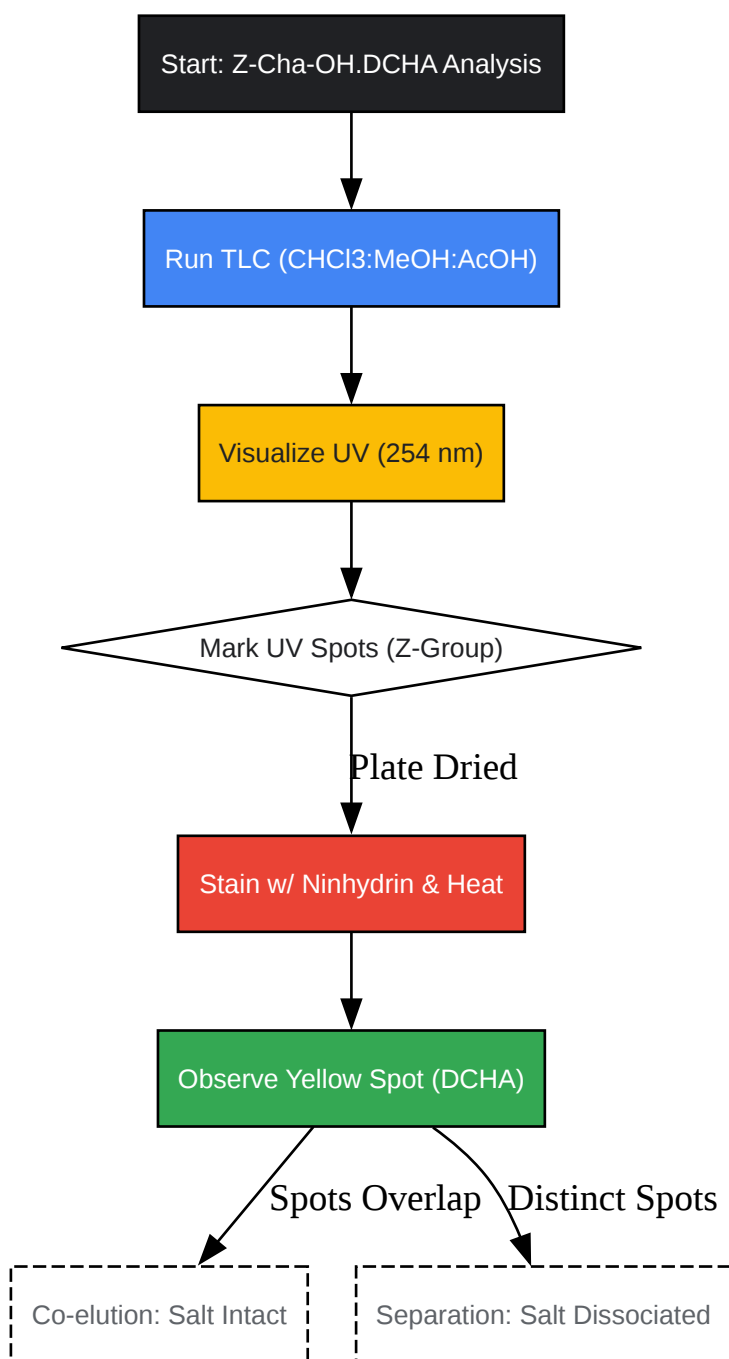 Start: Z-Cha-OH.DCHA Analysis
Run TLC (CHCl3:MeOH:AcOH)
Visualize UV (254 nm)
Mark UV Spots (Z-Group)
Plate Dried
Stain w/ Ninhydrin & Heat
Observe Yellow Spot (DCHA)
Spots Overlap
Distinct Spots
Co-elution: Salt Intact
Separation: Salt Dissociated